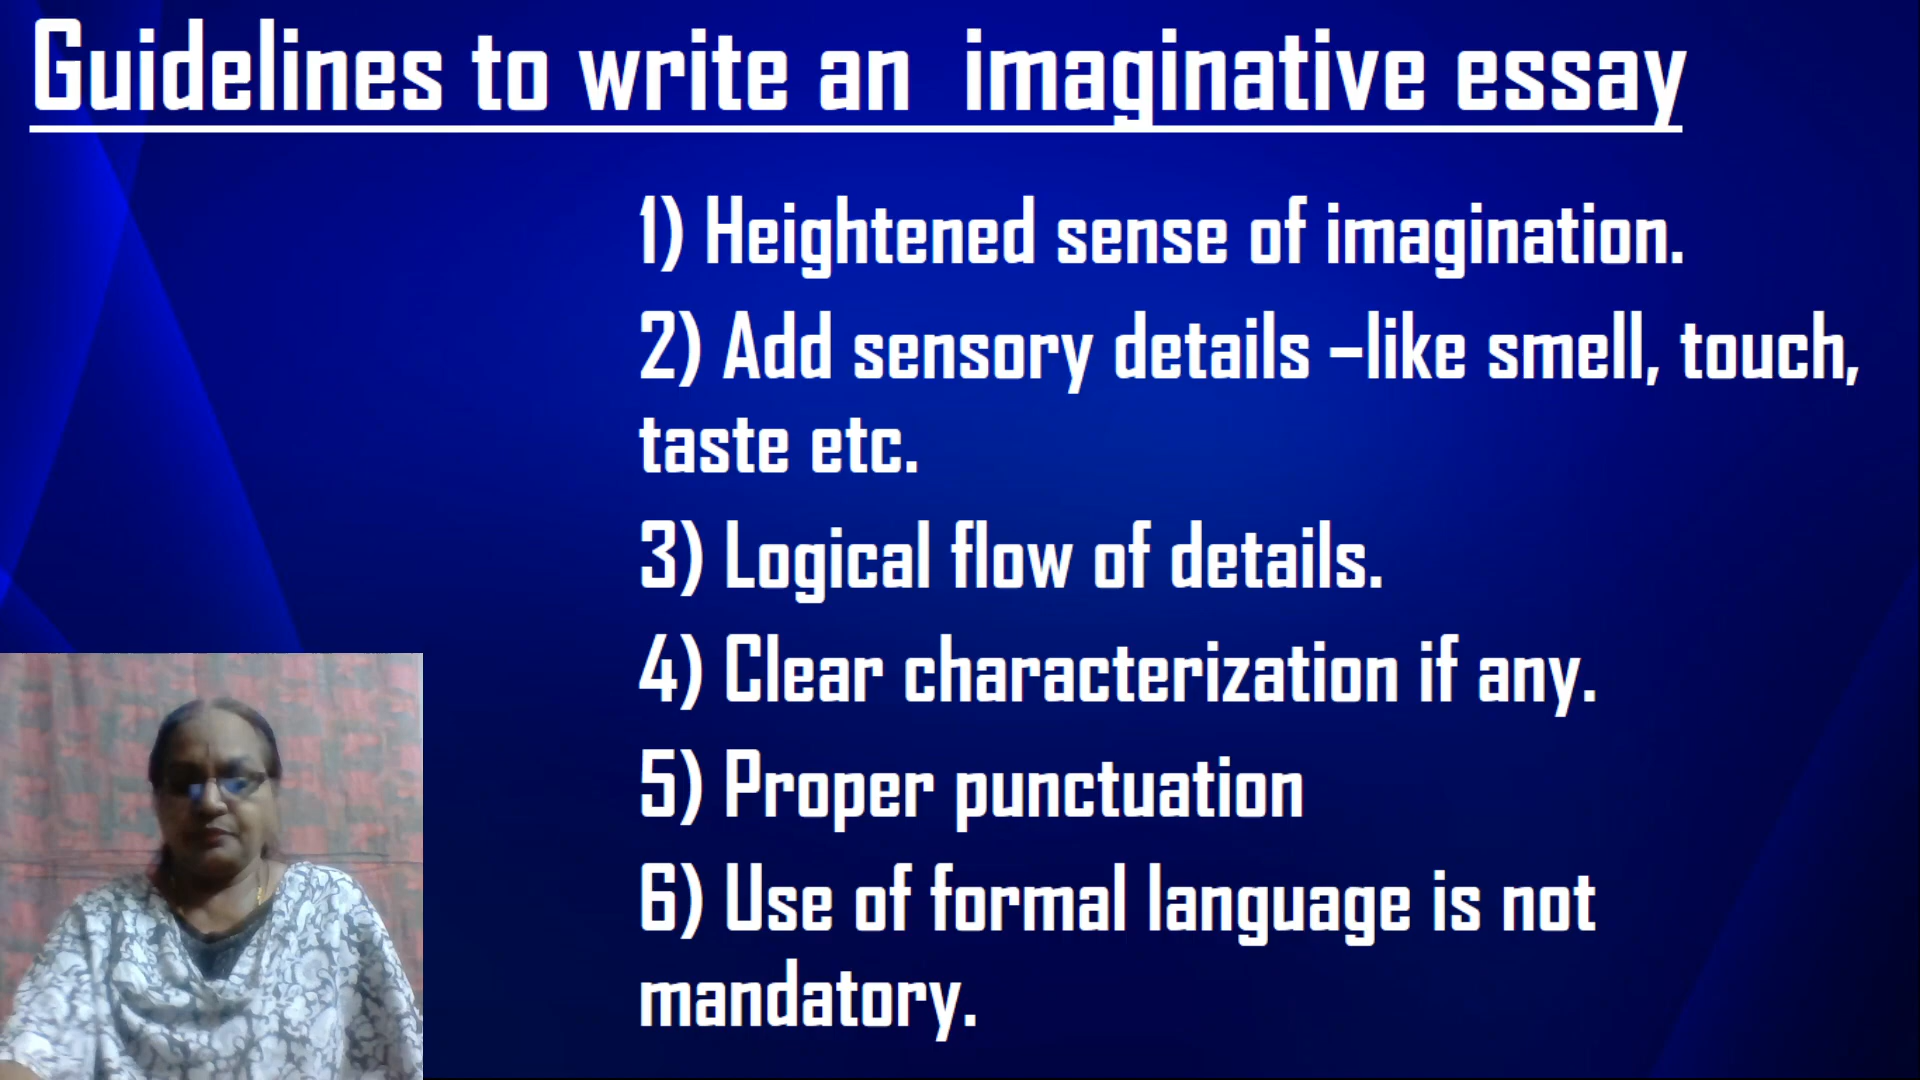 Guidelines to write an imaginative essay
1) Heightened sense of imagination.
2) Add sensory details –like smell, touch,
taste etc.
3) Logical flow of details.
4) Clear characterization if any.
5) Proper punctuation
6) Use of formal language is not
mandatory.